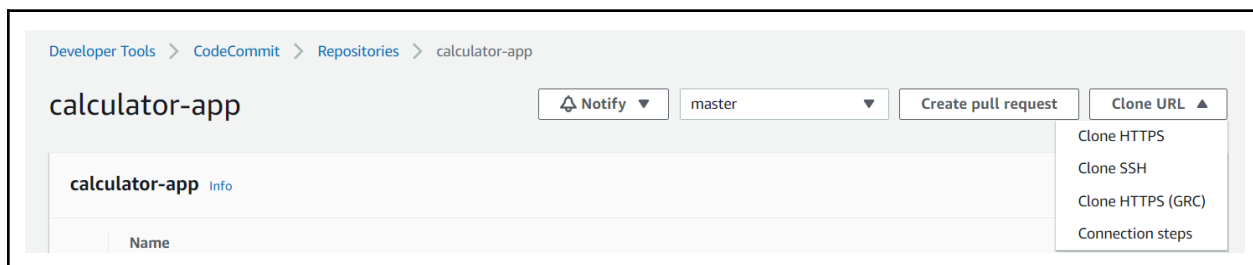 Developer Tools > CodeCommit > Repositories > calculator-app
calculator-app
Notify ▼
master ▼
Create pull request
Clone URL ▲
Clone HTTPS
Clone SSH
Clone HTTPS (GRC)
Connection steps
calculator-app Info
Name